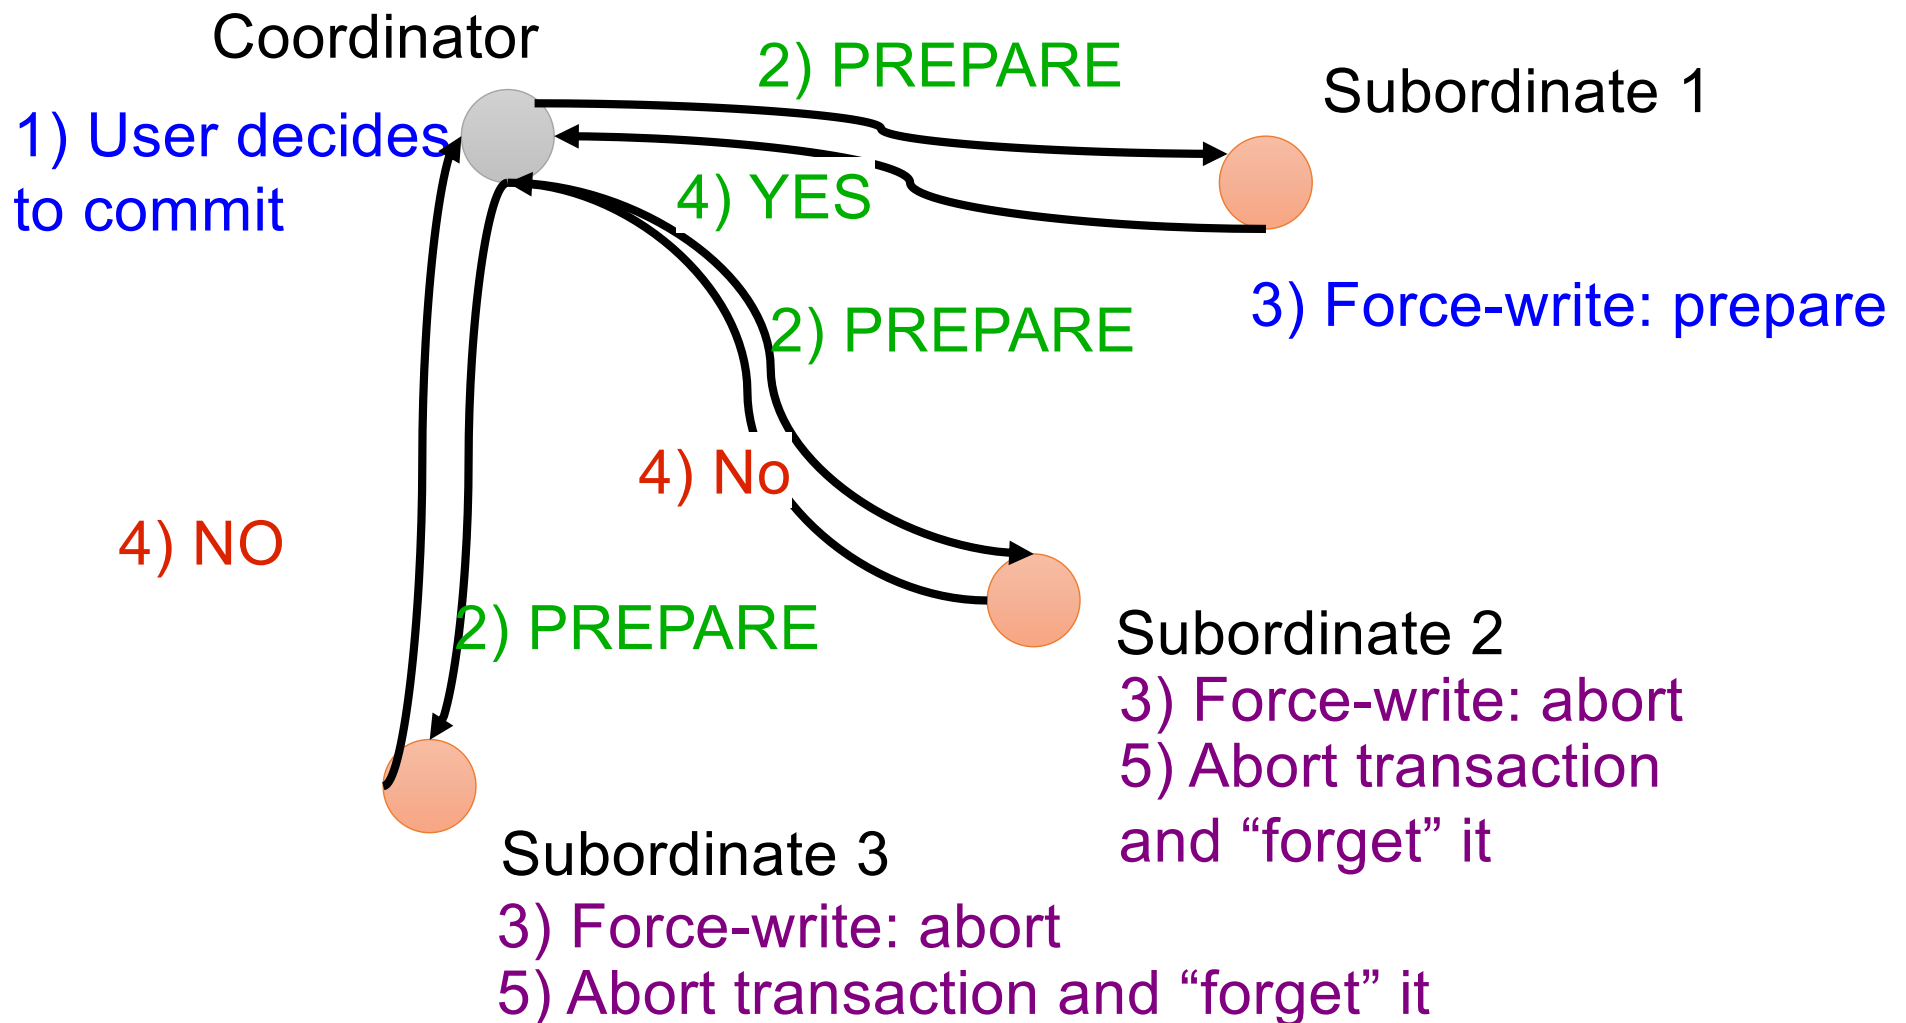 Coordinator
2) PREPARE
Subordinate 1
1) User decides
to commit
4) YES
3) Force-write: prepare
2) PREPARE
4) No
4) NO
2) PREPARE
Subordinate 2
3) Force-write: abort
5) Abort transaction
and “forget” it
Subordinate 3
3) Force-write: abort
5) Abort transaction and “forget” it